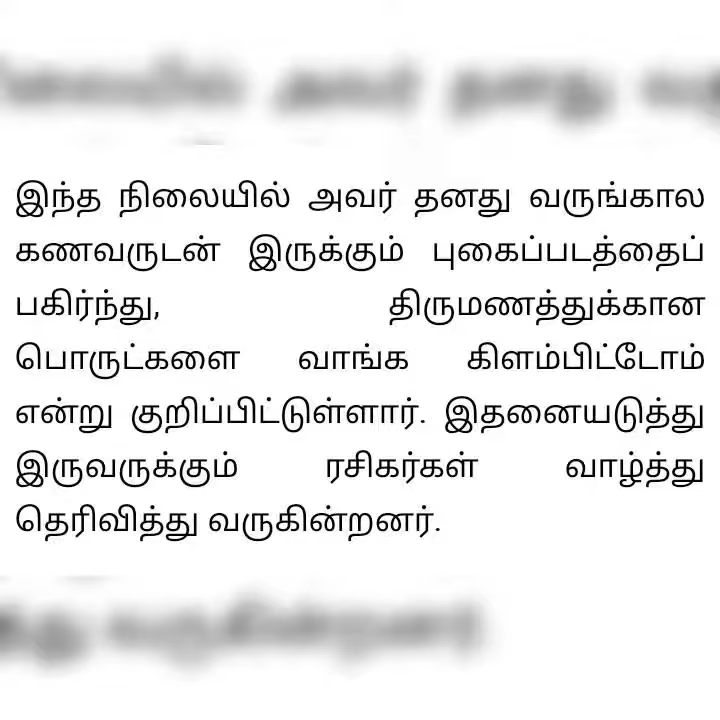 இந்த நிலையில் அவர் தனது வருங்கால
கணவருடன் இருக்கும் புகைப்படத்தைப்
பகிர்ந்து, திருமணத்துக்கான
பொருட்களை வாங்க கிளம்பிட்டோம்
என்று குறிப்பிட்டுள்ளார். இதனையடுத்து
இருவருக்கும் ரசிகர்கள் வாழ்த்து
தெரிவித்து வருகின்றனர்.